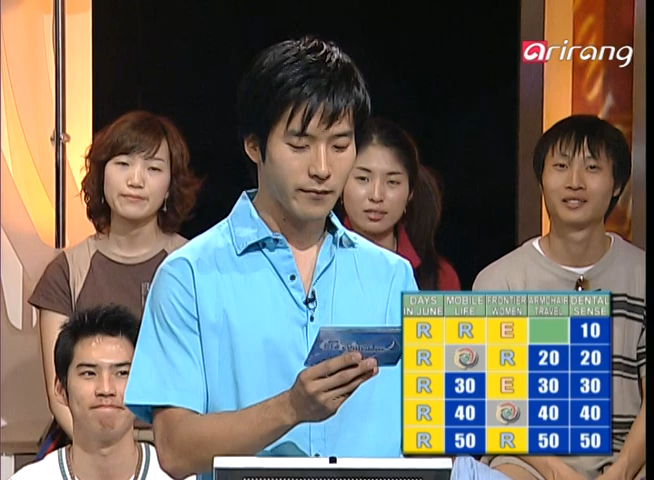 arirang
DAYS IN JUNE MOBILE LIFE FRONTIER WOMEN ARMCHAIR TRAVEL DENTAL SENSE
R R E 10
R 20 20
R 30 E 30 30
R 40 40 40
R 50 R 50 50